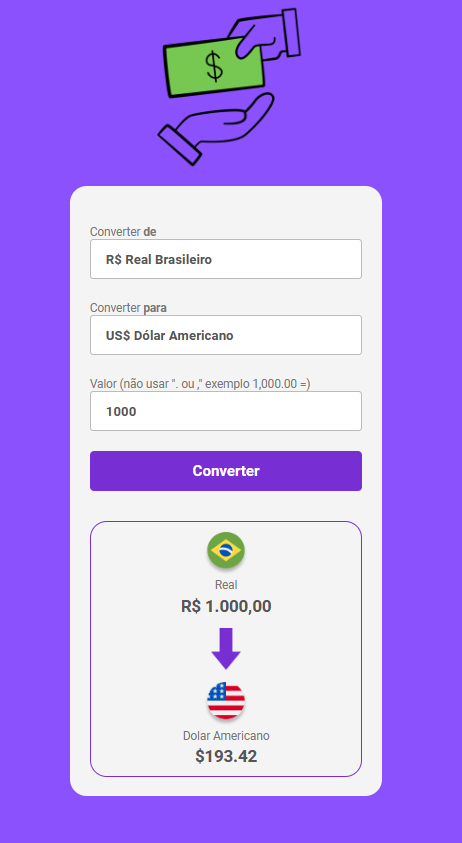 $
Converter de
R$ Real Brasileiro
Converter para
US$ Dólar Americano
Valor (não usar ". ou ," exemplo 1,000.00 =)
1000
Converter
Real
R$ 1.000,00
Dolar Americano
$193.42